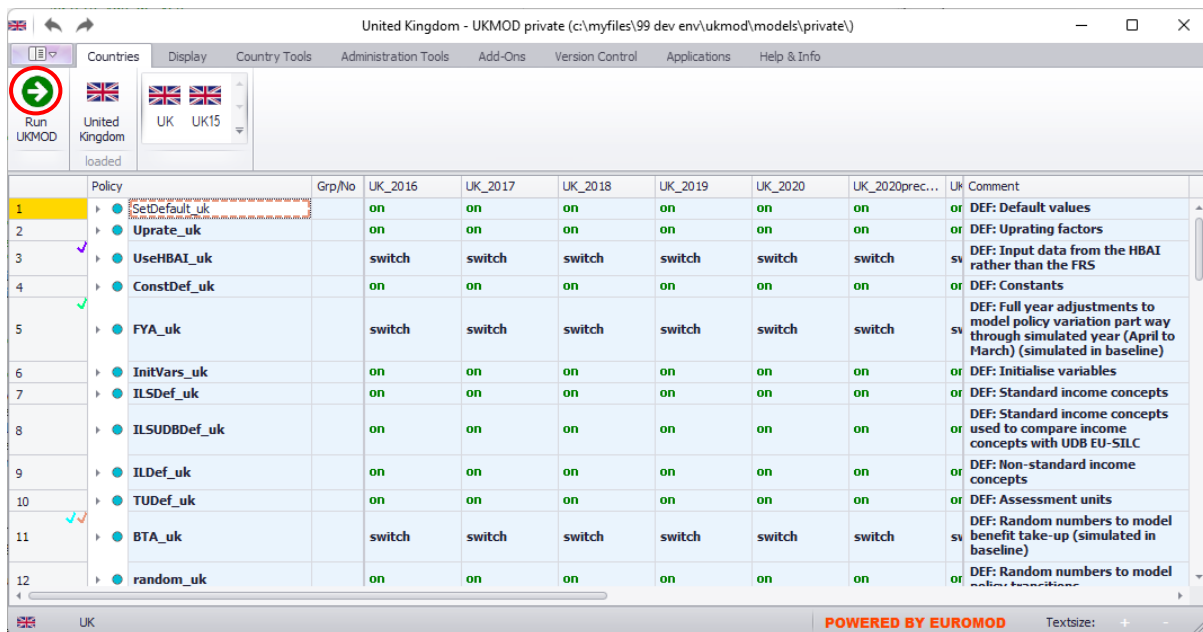 United Kingdom - UKMOD private (c:\myfiles\99 dev env\ukmod\models\private\)
Countries Display Country Tools Administration Tools Add-Ons Version Control Applications Help & Info
Run UKMOD
United Kingdom
loaded
UK UK15
Policy Grp/No UK_2016 UK_2017 UK_2018 UK_2019 UK_2020 UK_2020prec... Comment
1 SetDefault_uk on on on on on on DEF: Default values
2 Uprate_uk on on on on on on DEF: Uprating factors
3 UseHBAI_uk switch switch switch switch switch switch DEF: Input data from the HBAI
rather than the FRS
4 ConstDef_uk on on on on on on DEF: Constants
5 FYA_uk switch switch switch switch switch switch DEF: Full year adjustments to
model policy variation part way
through simulated year (April to
March) (simulated in baseline)
6 InitVars_uk on on on on on on DEF: Initialise variables
7 ILSDef_uk on on on on on on DEF: Standard income concepts
8 ILSUDBDef_uk on on on on on on DEF: Standard income concepts
used to compare income
concepts with UDB EU-SILC
9 ILDef_uk on on on on on on DEF: Non-standard income
concepts
10 TUDef_uk on on on on on on DEF: Assessment units
11 BTA_uk switch switch switch switch switch switch DEF: Random numbers to model
benefit take-up (simulated in
baseline)
12 random_uk on on on on on on DEF: Random numbers to model
UK POWERED BY EUROMOD Textsize: + -